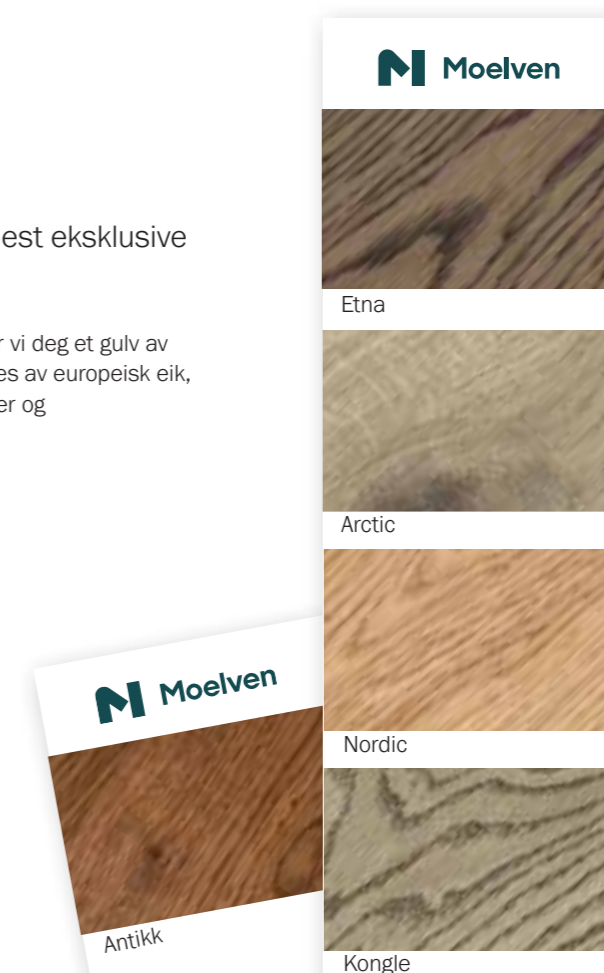 est eksklusive
r vi deg et gulv av
es av europeisk eik,
er og
Moelven
Etna
Arctic
Nordic
Kongle
Moelven
Antikk